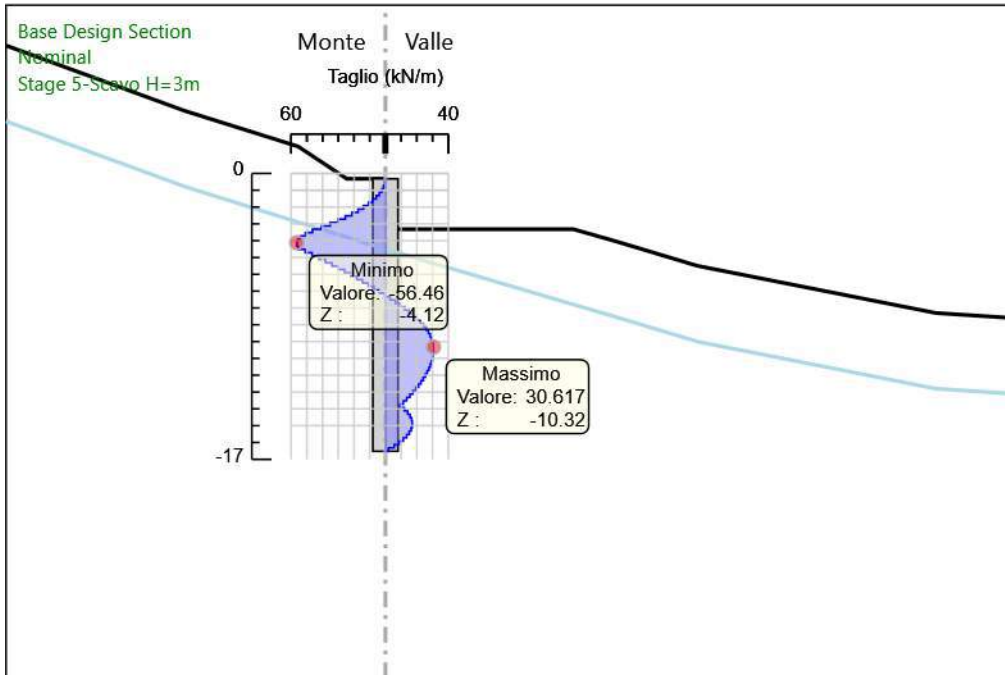 Base Design Section
Nominal
Stage 5-Scavo H=3m
Monte Valle
Taglio (kN/m)
60 40
0
Minimo
Valore: -56.46
Z : -4.12
Massimo
Valore: 30.617
Z : -10.32
-17